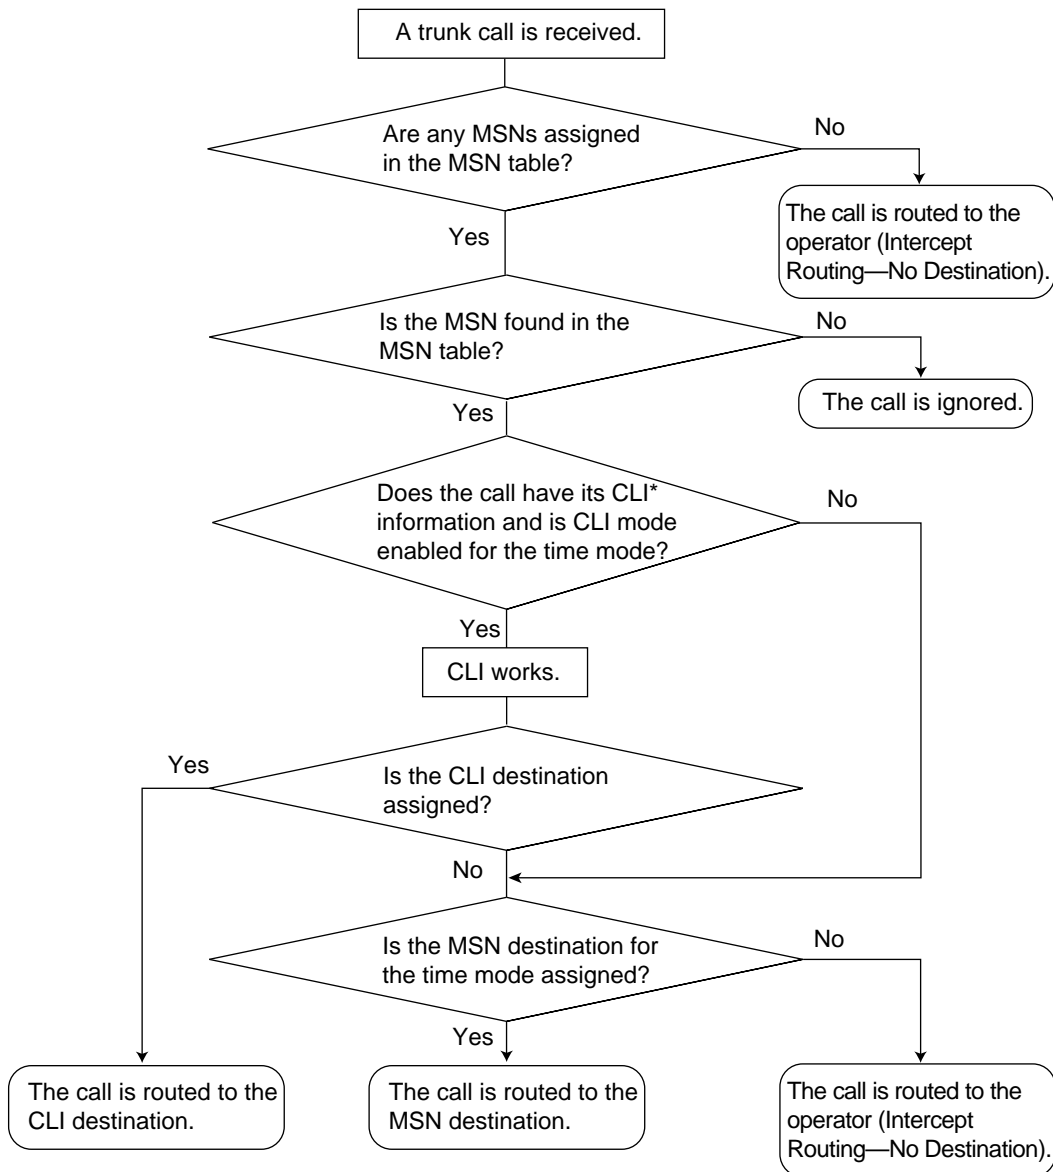 A trunk call is received.
Are any MSNs assigned
in the MSN table?
No
The call is routed to the
operator (Intercept
Routing—No Destination).
Yes
Is the MSN found in the
MSN table?
No
The call is ignored.
Yes
Does the call have its CLI*
information and is CLI mode
enabled for the time mode?
No
Yes
CLI works.
Yes
Is the CLI destination
assigned?
No
Is the MSN destination for
the time mode assigned?
No
Yes
The call is routed to the
CLI destination.
The call is routed to the
MSN destination.
The call is routed to the
operator (Intercept
Routing—No Destination).